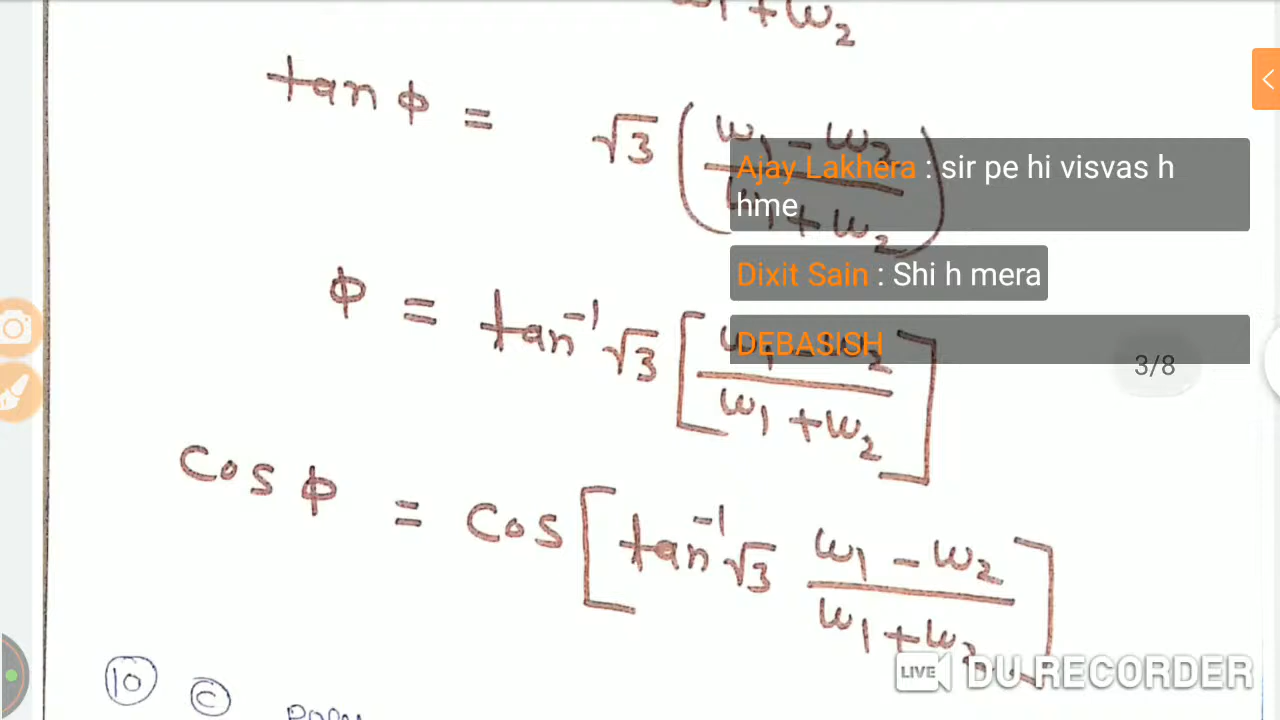 ω1 + ω2
tan ϕ = √3 ( ω1 - ω2 / ω1 + ω2 )
Ajay Lakhera : sir pe hi visvas h
hme
Dixit Sain : Shi h mera
DEBASISH
3/8
ϕ = tan⁻¹ √3 [ ω1 - ω2 / ω1 + ω2 ]
Cos ϕ = Cos [ tan⁻¹ √3 ω1 - ω2 / ω1 + ω2 ]
LIVE DU RECORDER
10 C